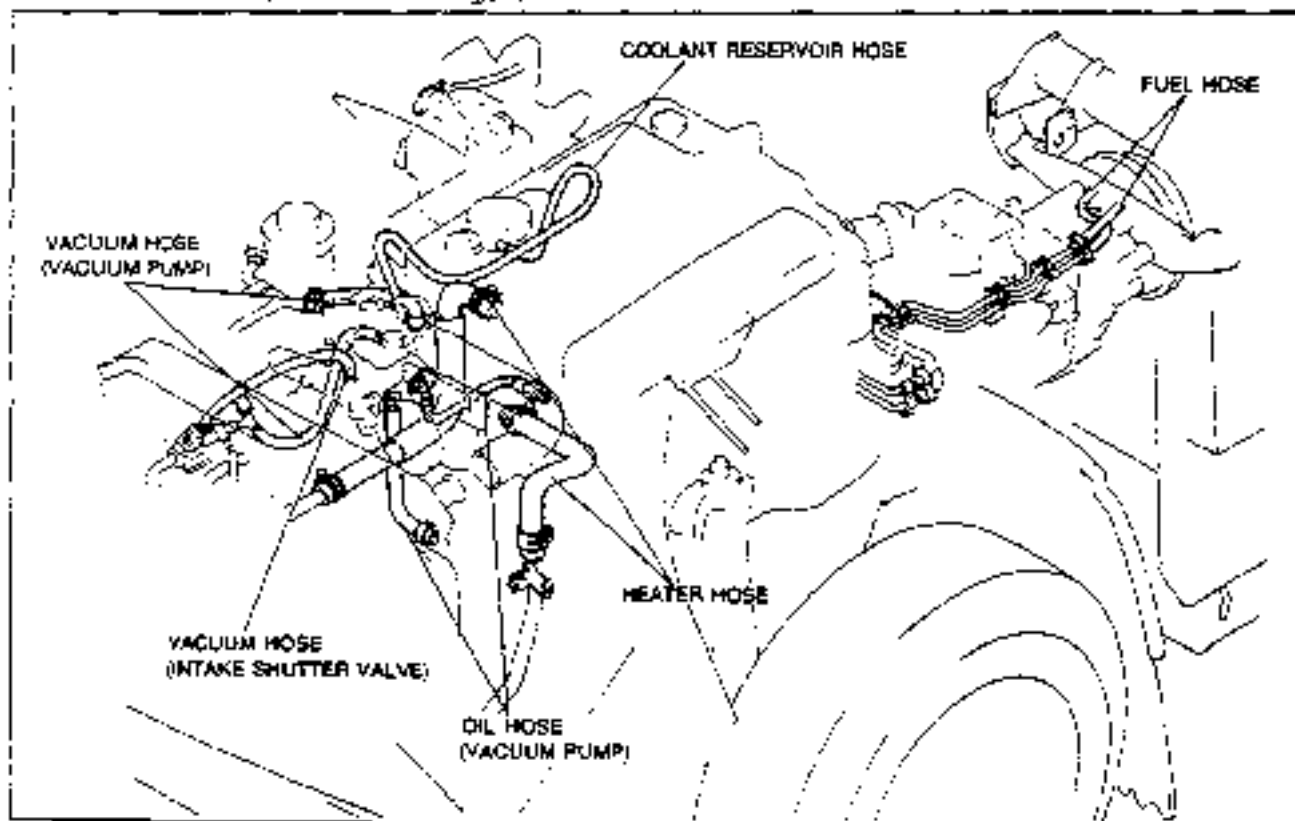 COOLANT RESERVOIR HOSE
FUEL HOSE
VACUUM HOSE
(VACUUM PUMP)
HEATER HOSE
VACUUM HOSE
(INTAKE SHUTTER VALVE)
OIL HOSE
(VACUUM PUMP)